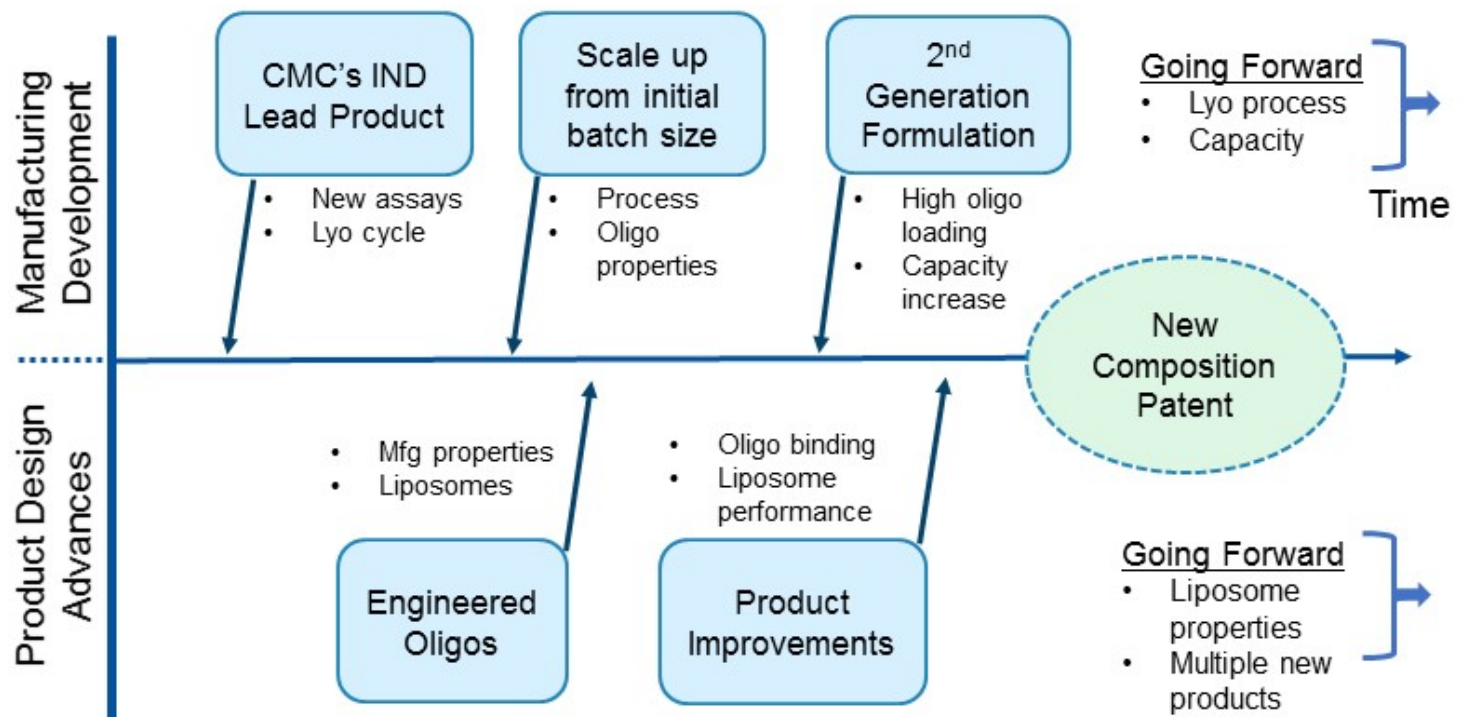 Manufacturing
Development
CMC's IND
Lead Product
• New assays
• Lyo cycle
Scale up
from initial
batch size
• Process
• Oligo
properties
2nd
Generation
Formulation
• High oligo
loading
• Capacity
increase
Going Forward
• Lyo process
• Capacity
Time
New
Composition
Patent
Product Design
Advances
• Mfg properties
• Liposomes
Engineered
Oligos
• Oligo binding
• Liposome
performance
Product
Improvements
Going Forward
• Liposome
properties
• Multiple new
products